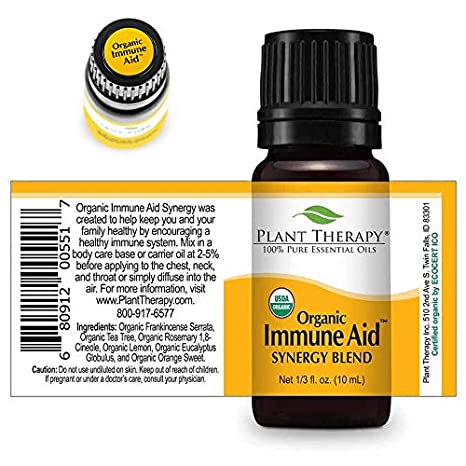 Organic
Immune
Aid™
Organic Immune Aid Synergy was
created to help keep you and your
family healthy by encouraging a
healthy immune system. Mix in a
body care base or carrier oil at 2-5%
before applying to the chest, neck,
and throat or simply diffuse into the
air. For more information, visit
www.PlantTherapy.com.
800-917-6577
Ingredients: Organic Frankincense Serrata,
Organic Tea Tree, Organic Rosemary 1,8-
Cineole, Organic Lemon, Organic Eucalyptus
Globulus, and Organic Orange Sweet.
Caution: Do not use undiluted on skin. Keep out of reach of children.
If pregnant or under a doctor's care, consult your physician.
6 80912 00551 7
PLANT THERAPY®
100% PURE ESSENTIAL OILS
USDA
ORGANIC
Organic
Immune Aid™
SYNERGY BLEND
Net 1/3 fl. oz. (10 mL)
Plant Therapy Inc. 510 2nd Ave S. Twin Falls, ID 83301
Certified organic by ECOCERT ICO